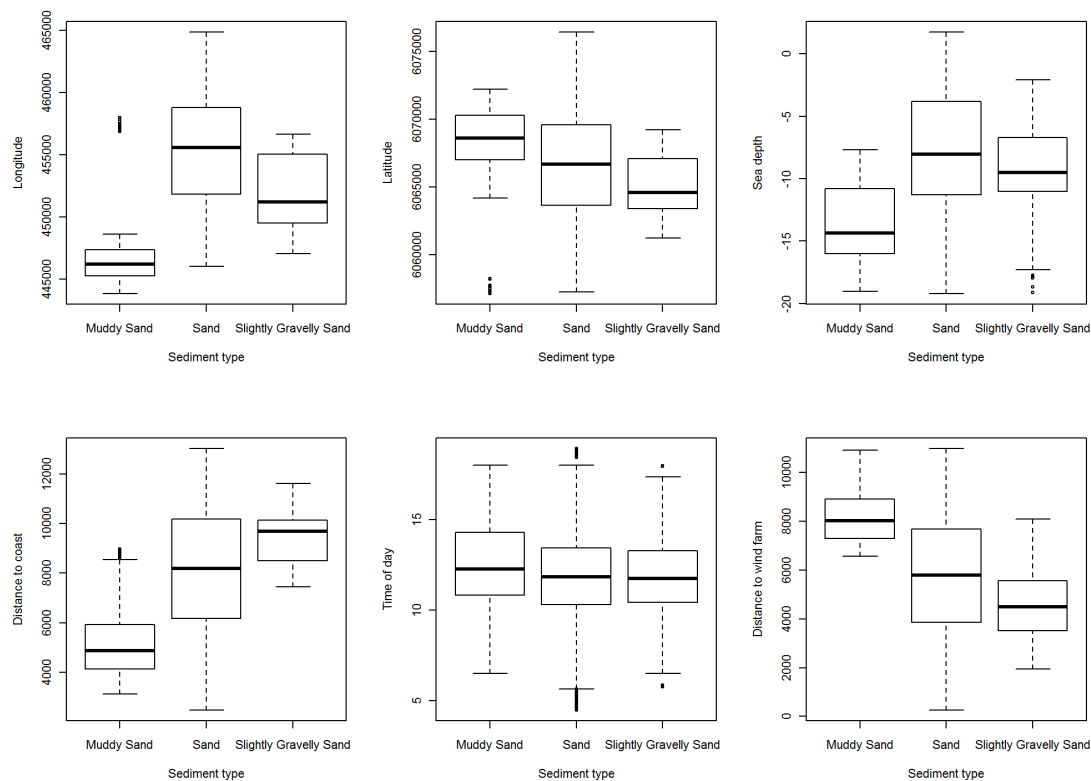 Longitude
465000
460000
455000
450000
445000
Muddy Sand Sand Slightly Gravelly Sand
Sediment type
Latitude
6075000
6070000
6065000
6060000
Muddy Sand Sand Slightly Gravelly Sand
Sediment type
Sea depth
0
-5
-10
-15
-20
Muddy Sand Sand Slightly Gravelly Sand
Sediment type
Distance to coast
12000
10000
8000
6000
4000
Muddy Sand Sand Slightly Gravelly Sand
Sediment type
Time of day
15
10
5
Muddy Sand Sand Slightly Gravelly Sand
Sediment type
Distance to wind farm
10000
8000
6000
4000
2000
0
Muddy Sand Sand Slightly Gravelly Sand
Sediment type